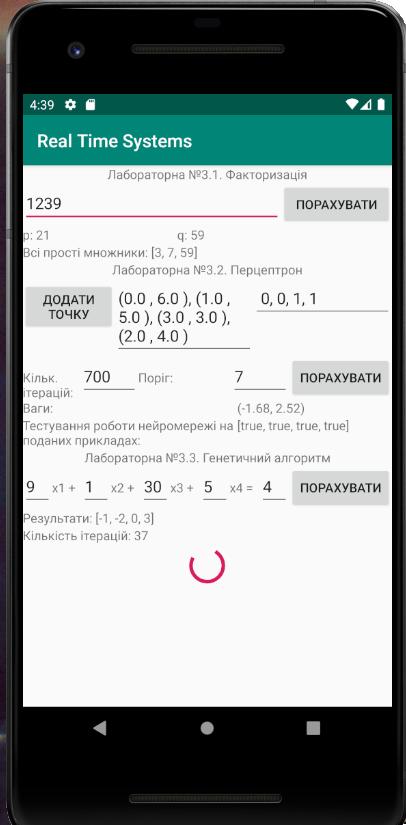 4:39
Real Time Systems
Лабораторна №3.1. Факторизація
1239 ПОРАХУВАТИ
p: 21 q: 59
Всі прості множники: [3, 7, 59]
Лабораторна №3.2. Перцептрон
ДОДАТИ ТОЧКУ
(0.0 , 6.0 ), (1.0 ,
5.0 ), (3.0 , 3.0 ),
(2.0 , 4.0 )
0, 0, 1, 1
Кільк. ітерацій: 700 Поріг: 7 ПОРАХУВАТИ
Ваги: (-1.68, 2.52)
Тестування роботи нейромережі на поданих прикладах: [true, true, true, true]
Лабораторна №3.3. Генетичний алгоритм
9 x1 + 1 x2 + 30 x3 + 5 x4 = 4 ПОРАХУВАТИ
Результати: [-1, -2, 0, 3]
Кількість ітерацій: 37